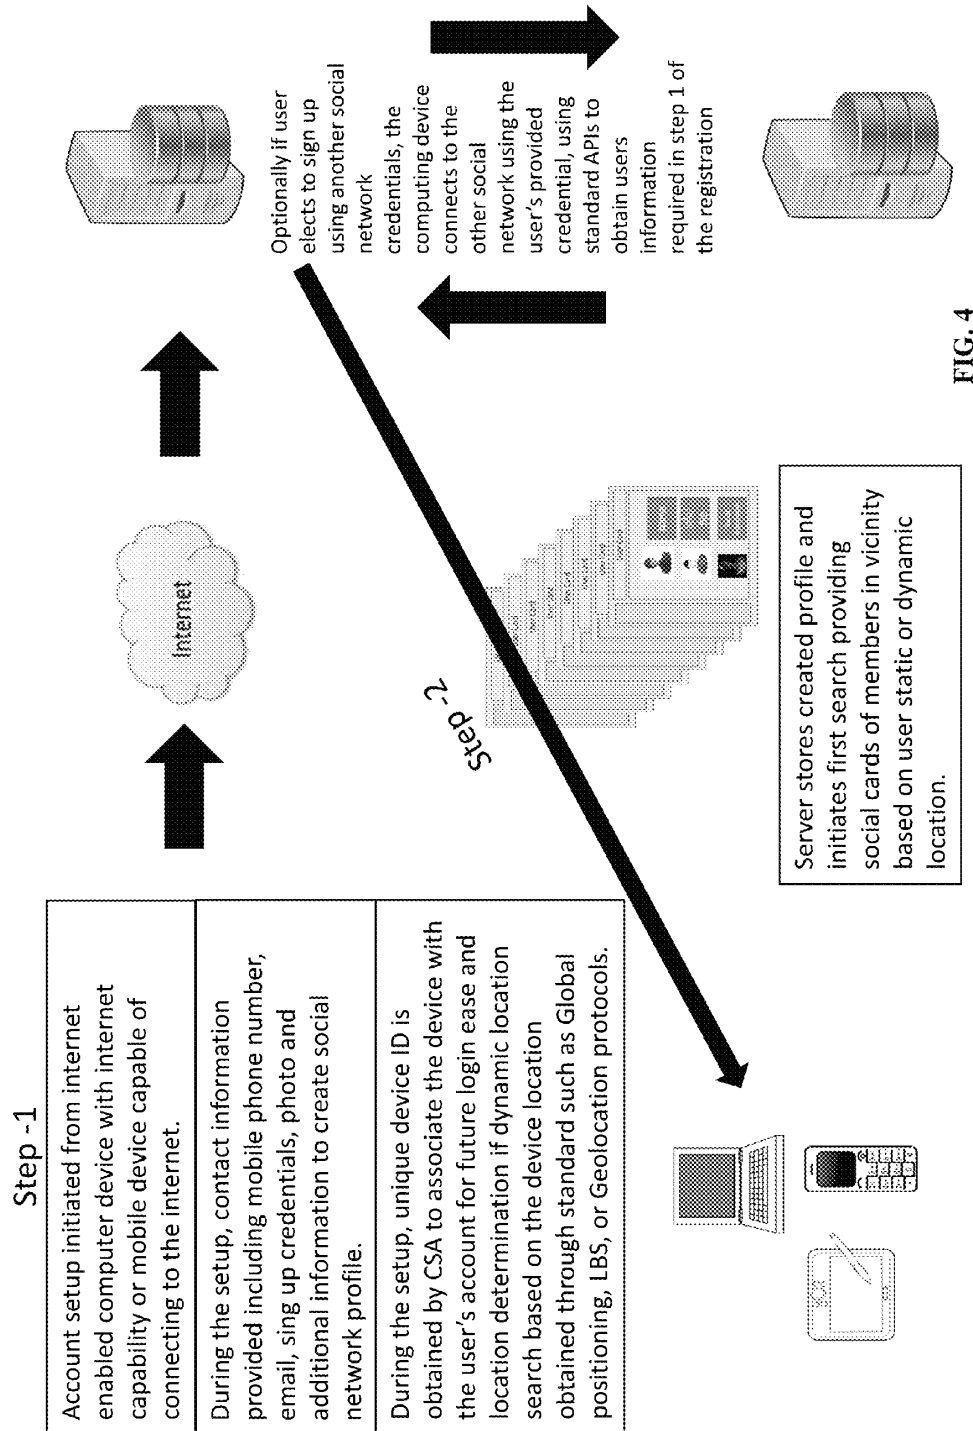 Step -1
Account setup initiated from internet
enabled computer device with internet
capability or mobile device capable of
connecting to the internet.
During the setup, contact information
provided including mobile phone number,
email, sing up credentials, photo and
additional information to create social
network profile.
During the setup, unique device ID is
obtained by CSA to associate the device with
the user's account for future login ease and
location determination if dynamic location
search based on the device location
obtained through standard such as Global
positioning, LBS, or Geolocation protocols.
Internet
Optionally if user
elects to sign up
using another social
network
credentials, the
computing device
connects to the
other social
network using the
user's provided
credential, using
standard APIs to
obtain users
information
required in step 1 of
the registration
Step -2
Server stores created profile and
initiates first search providing
social cards of members in vicinity
based on user static or dynamic
location.
FIG. 4